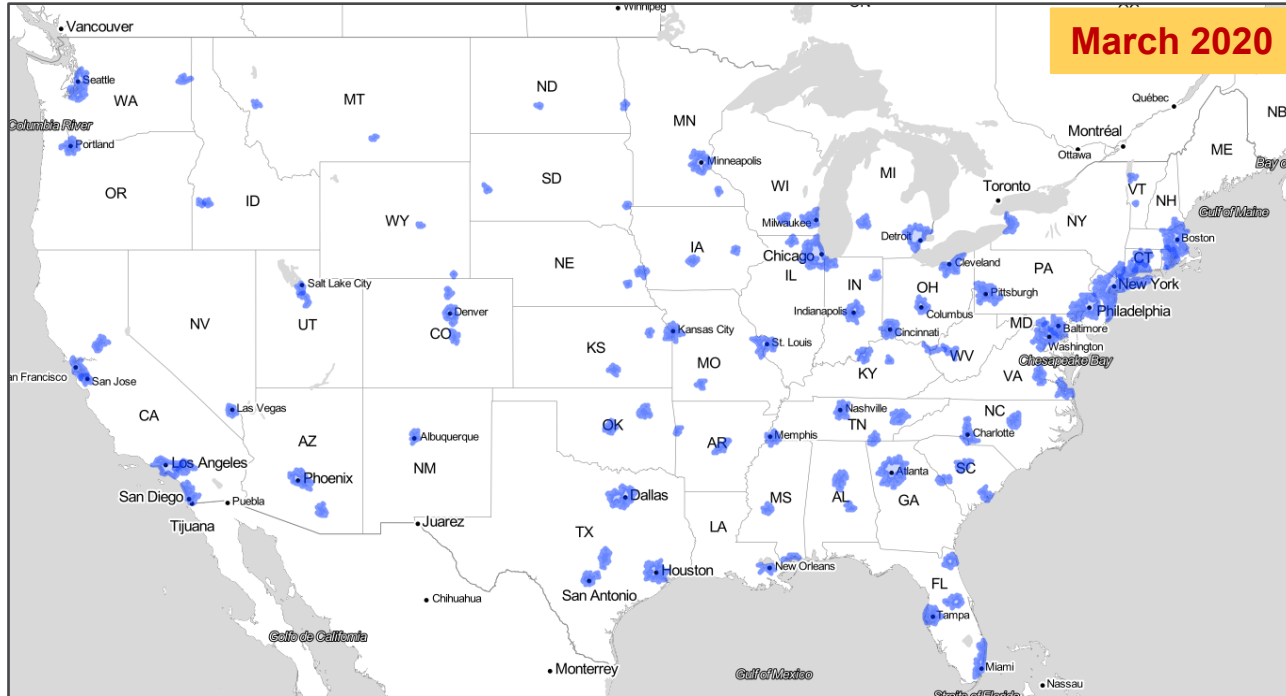 Winnipeg
Vancouver
March 2020
Seattle
WA
MT
ND
MN
Québec
NB
Columbia River
Portland
Montréal
Ottawa
ME
Bay of
Minneapolis
OR
ID
SD
WI
MI
Toronto
VT
NH
NY
Gulf of Maine
WY
Milwaukee
Detroit
Boston
IA
Chicago
Cleveland
CT
NE
IL
IN
OH
PA
New York
Salt Lake City
Pittsburgh
NV
UT
Denver
Indianapolis
Columbus
Philadelphia
CO
Kansas City
Cincinnati
MD
Baltimore
Washington
KS
St. Louis
WV
Chesapeake Bay
MO
KY
VA
an Francisco
San Jose
CA
Las Vegas
Nashville
NC
AZ
Albuquerque
OK
TN
Charlotte
NM
AR
Memphis
Los Angeles
Phoenix
SC
Atlanta
San Diego
Puebla
Dallas
MS
AL
GA
Tijuana
Juarez
LA
TX
Houston
New Orleans
San Antonio
FL
Chihuahua
Tampa
Golfo de California
Monterrey
Gulf of Mexico
Miami
Nassau
Straits of Florida